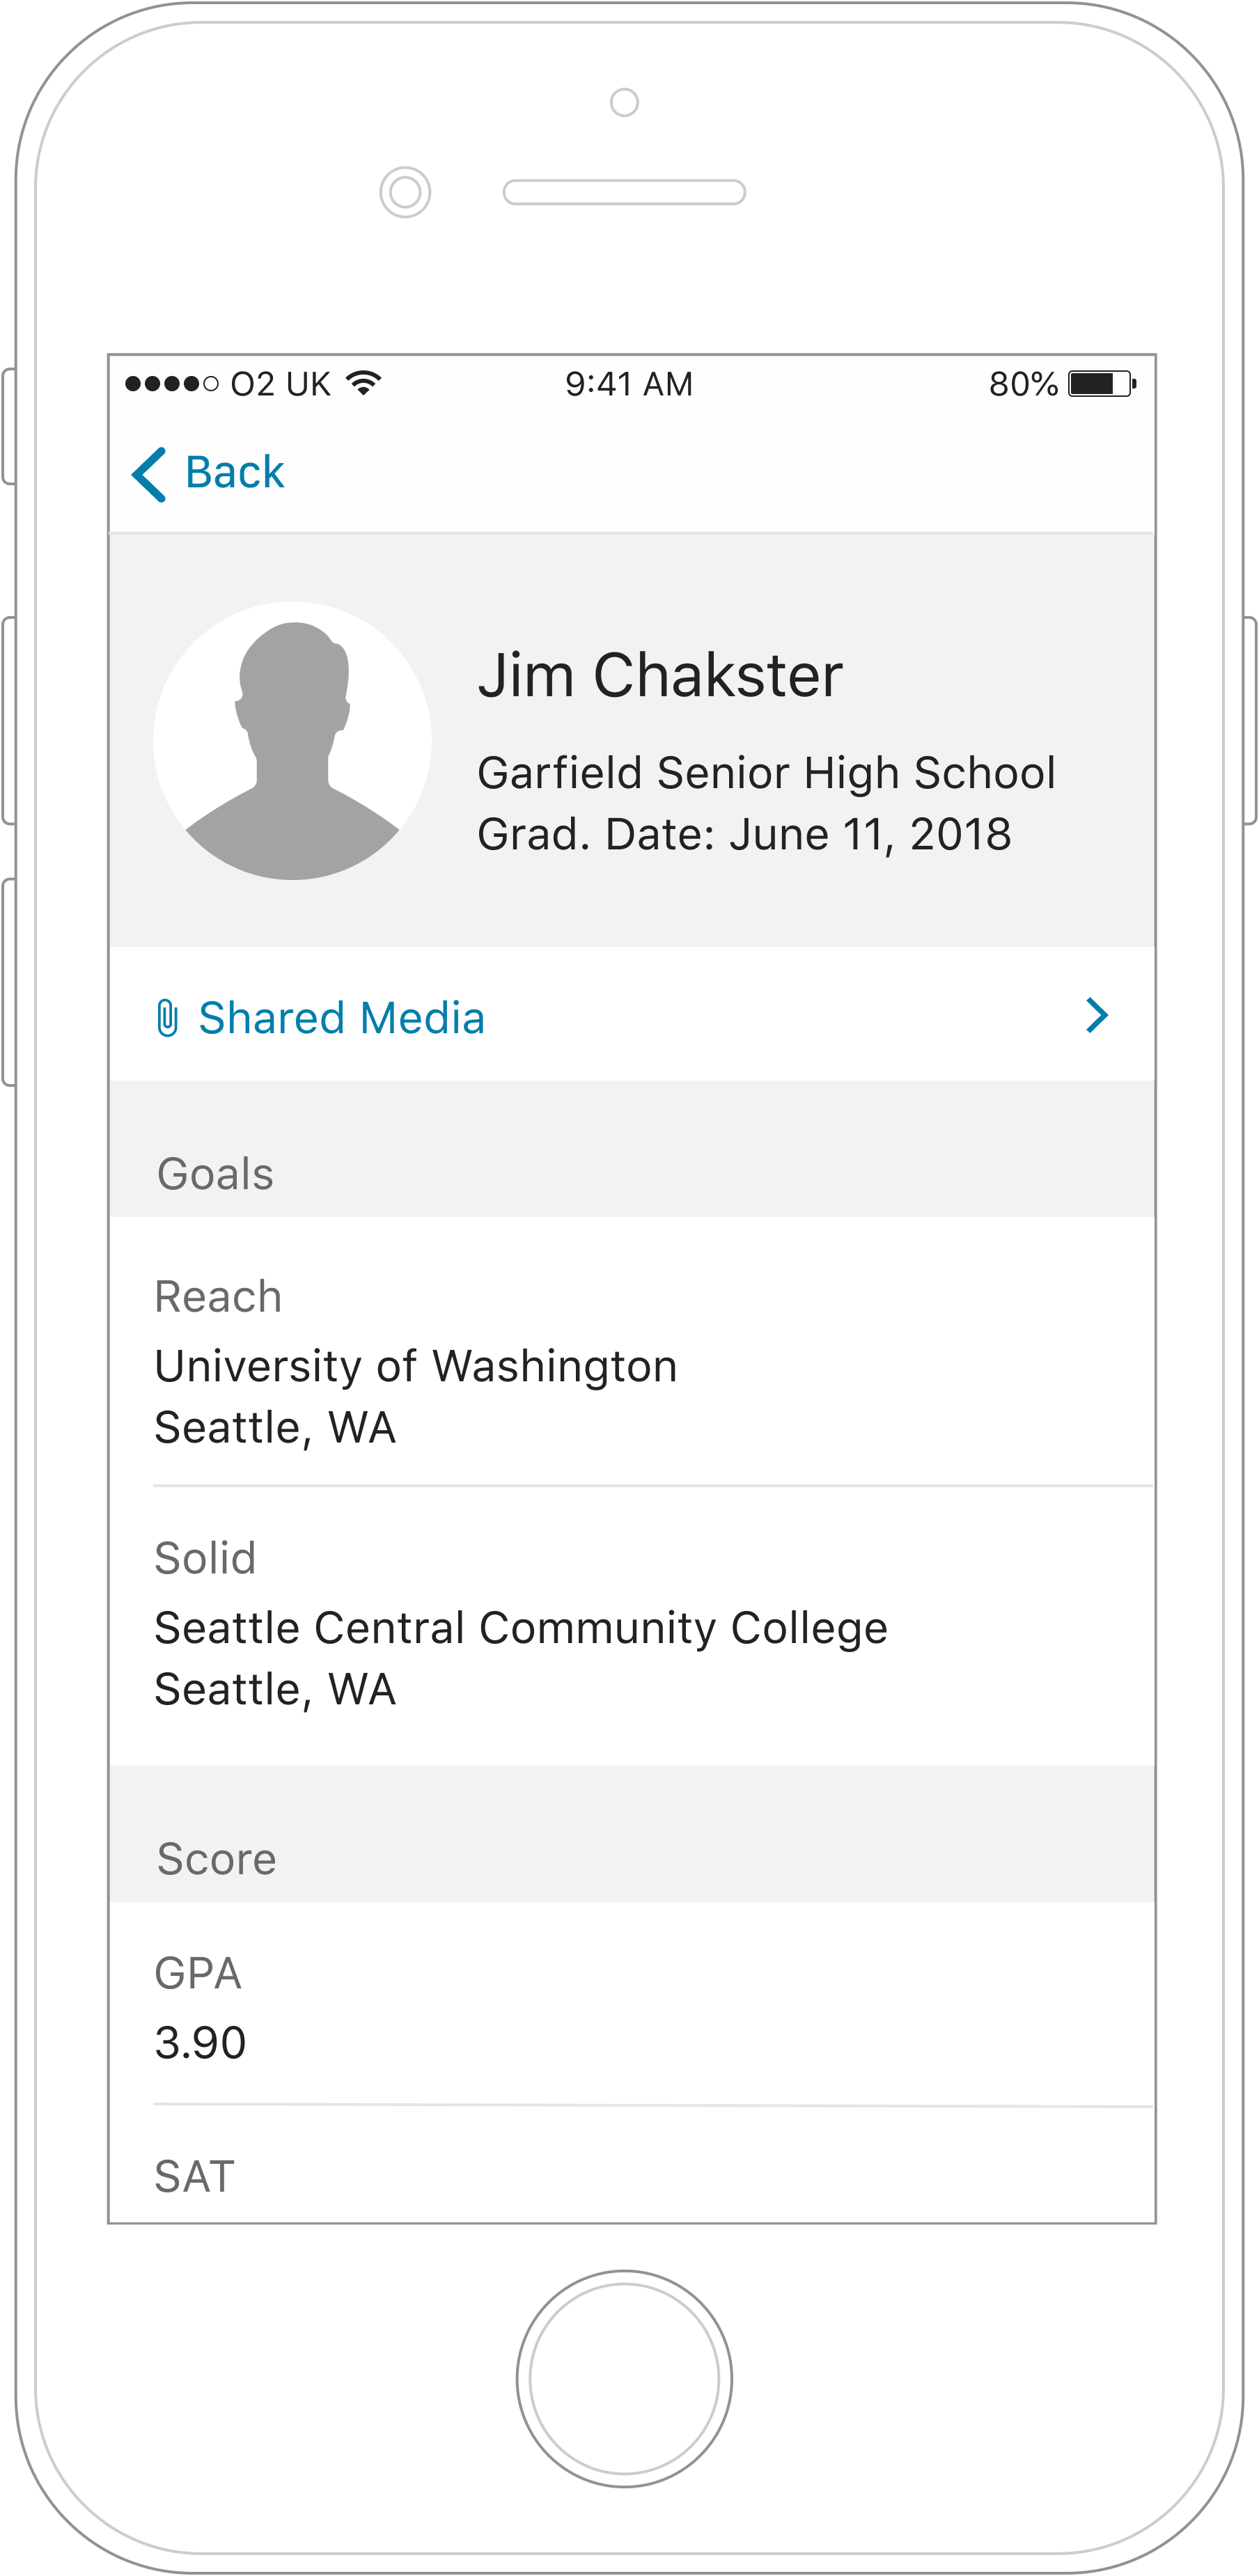 O2 UK 9:41 AM 80%
Back
Jim Chakster
Garfield Senior High School
Grad. Date: June 11, 2018
Shared Media
Goals
Reach
University of Washington
Seattle, WA
Solid
Seattle Central Community College
Seattle, WA
Score
GPA
3.90
SAT